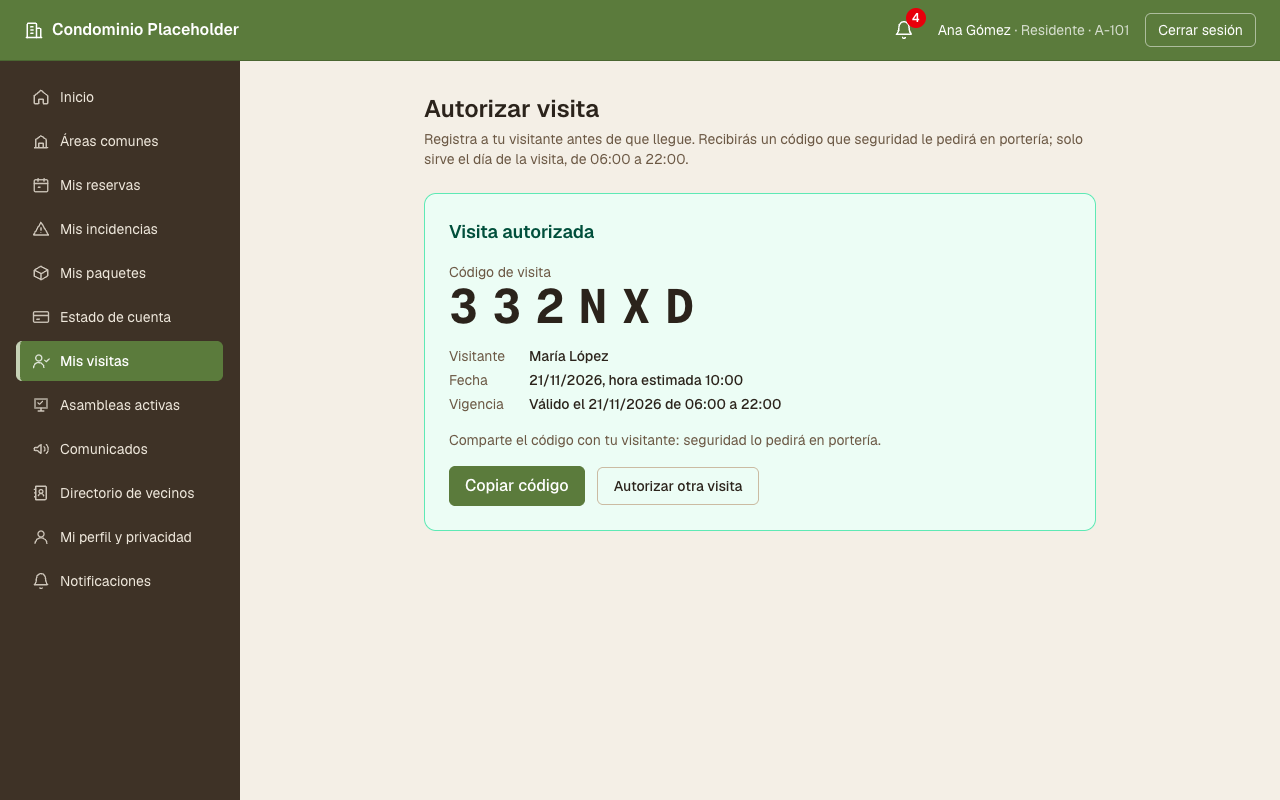 Condominio Placeholder
4
Ana Gómez · Residente · A-101
Cerrar sesión
Inicio
Áreas comunes
Mis reservas
Mis incidencias
Mis paquetes
Estado de cuenta
Mis visitas
Asambleas activas
Comunicados
Directorio de vecinos
Mi perfil y privacidad
Notificaciones
Autorizar visita
Registra a tu visitante antes de que llegue. Recibirás un código que seguridad le pedirá en portería; solo
sirve el día de la visita, de 06:00 a 22:00.
Visita autorizada
Código de visita
332NXD
Visitante María López
Fecha 21/11/2026, hora estimada 10:00
Vigencia Válido el 21/11/2026 de 06:00 a 22:00
Comparte el código con tu visitante: seguridad lo pedirá en portería.
Copiar código
Autorizar otra visita